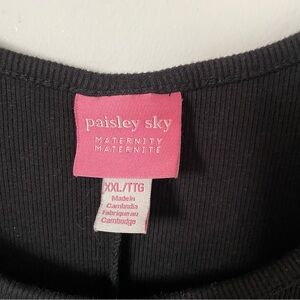 paisley sky
MATERNITY
MATERNITÉ
XXL/TTG
Made in
Cambodia
Fabriqué au
Cambodge